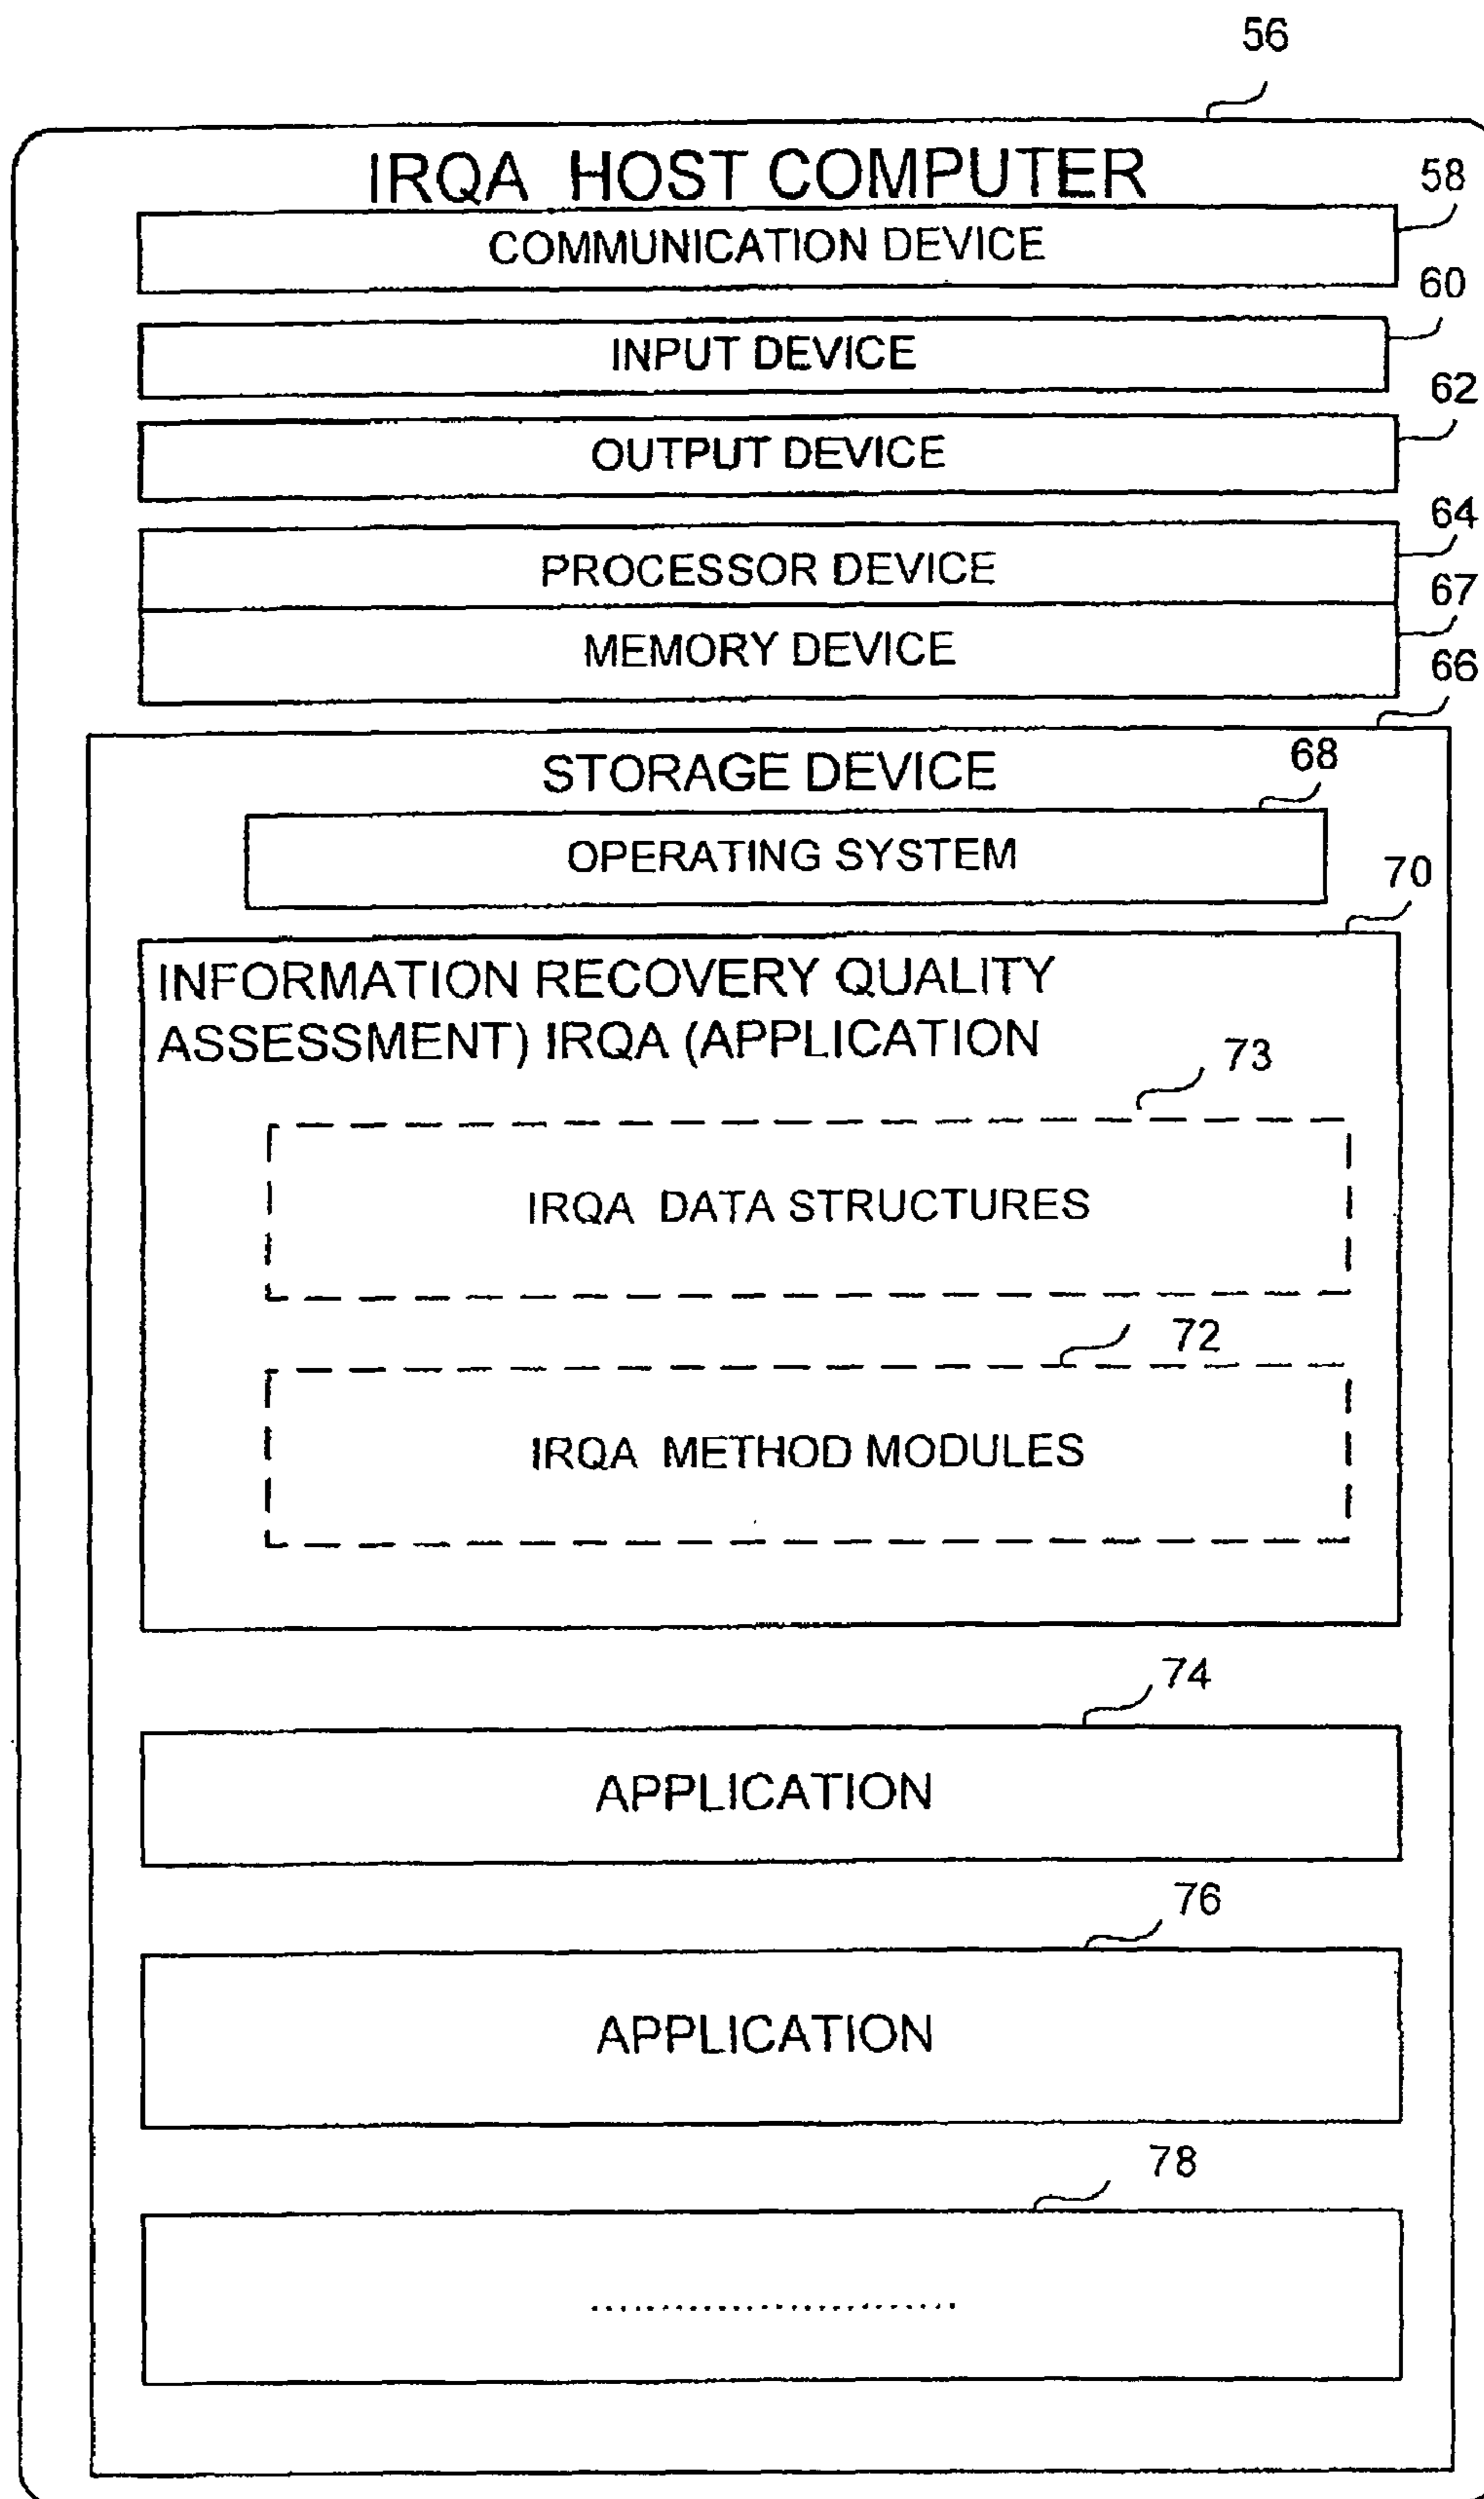 56
IRQA HOST COMPUTER
58
COMMUNICATION DEVICE
60
INPUT DEVICE
62
OUTPUT DEVICE
64
PROCESSOR DEVICE
67
MEMORY DEVICE
66
STORAGE DEVICE
68
OPERATING SYSTEM
70
INFORMATION RECOVERY QUALITY
ASSESSMENT) IRQA (APPLICATION
73
IRQA DATA STRUCTURES
72
IRQA METHOD MODULES
74
APPLICATION
76
APPLICATION
78
.........................